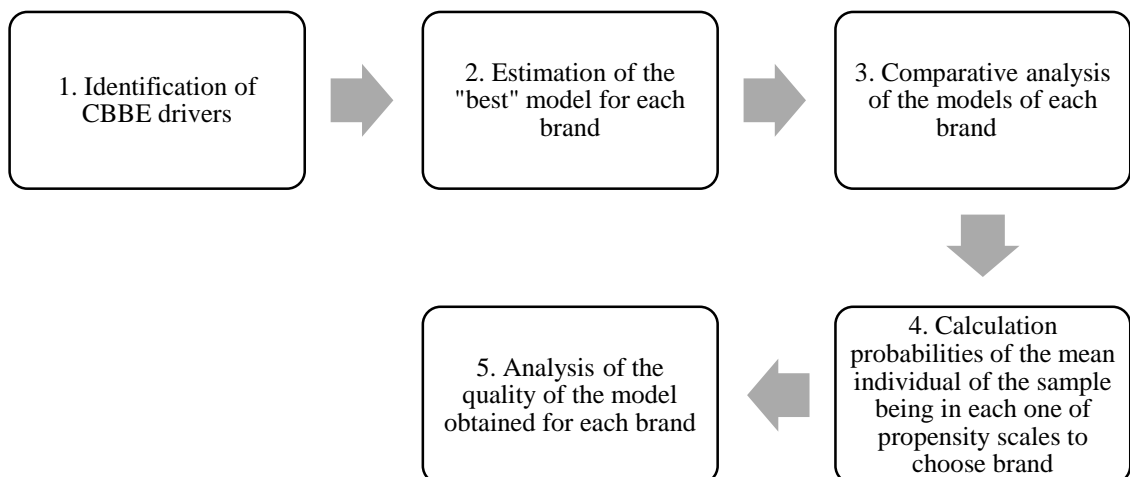 1. Identification of
CBBE drivers
2. Estimation of the
"best" model for each
brand
3. Comparative analysis
of the models of each
brand
4. Calculation
probabilities of the mean
individual of the sample
being in each one of
propensity scales to
choose brand
5. Analysis of the
quality of the model
obtained for each brand